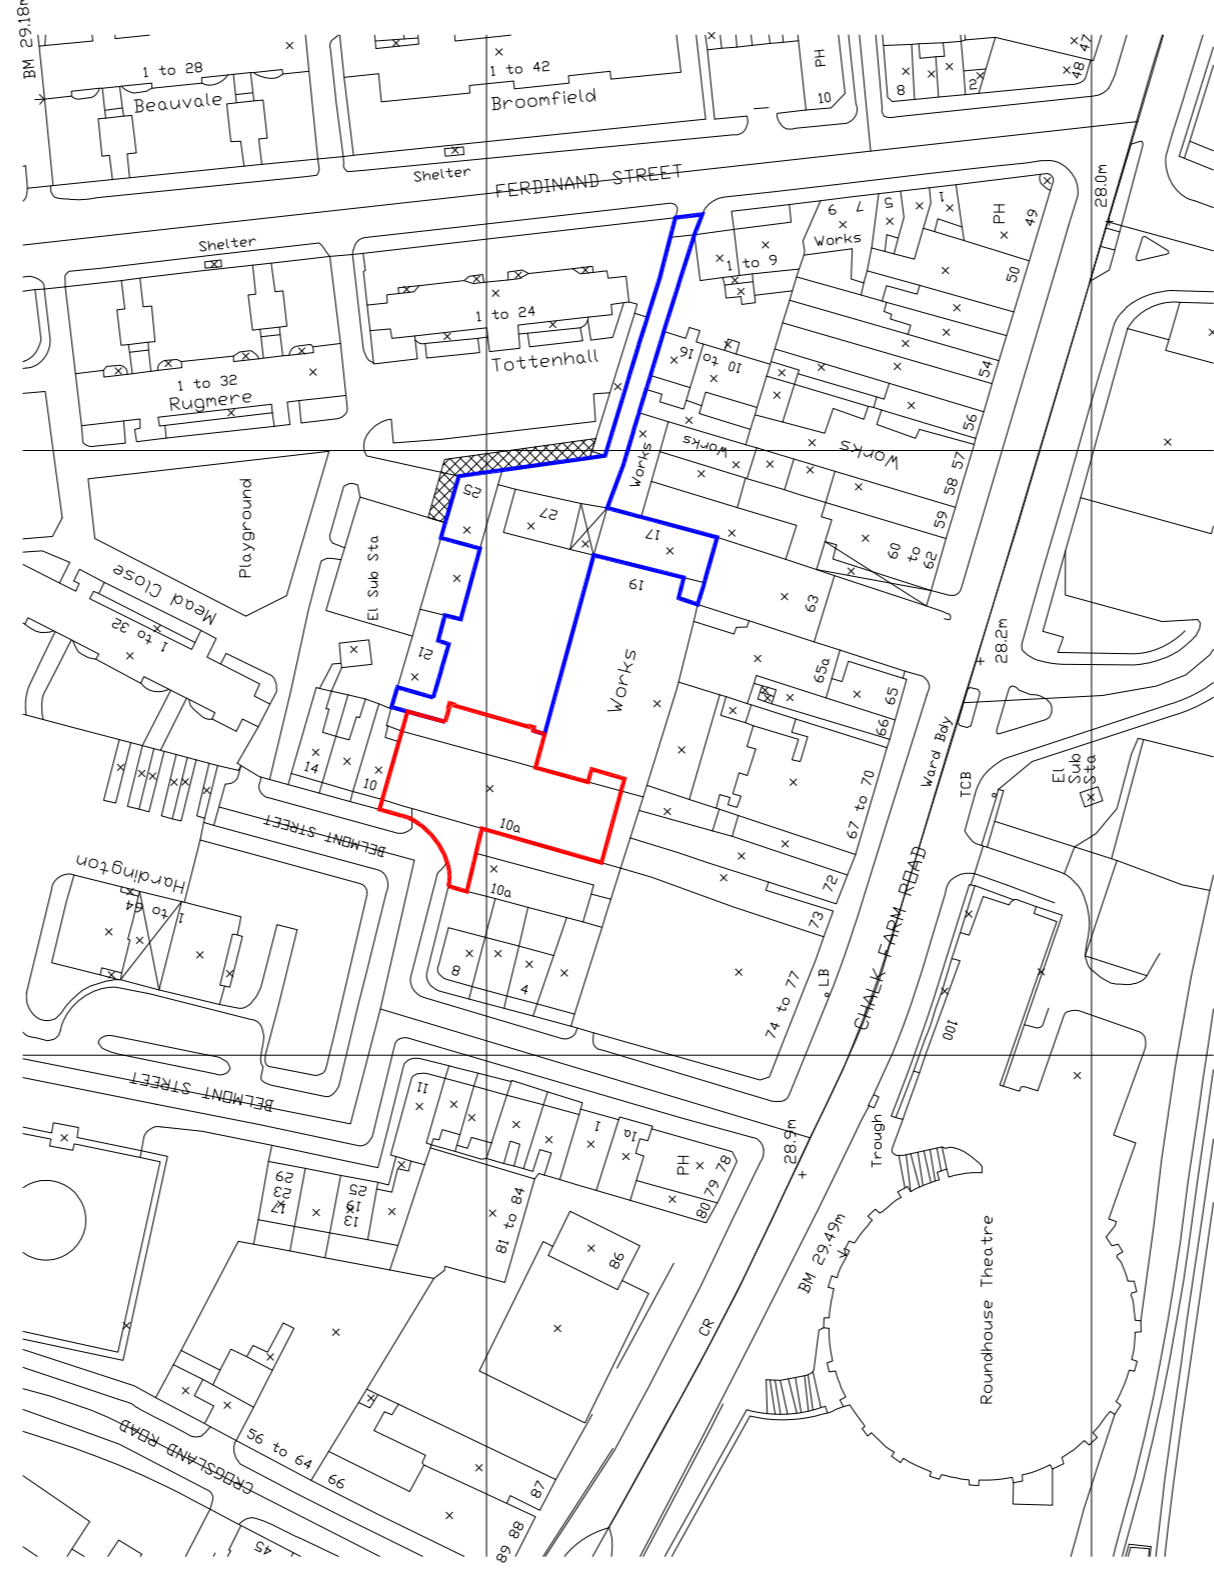 BM 29.18m
1 to 28
Beauvale
1 to 42
Broomfield
PH
10
8
2
48 47
Shelter
FERDINAND STREET
28.0m
Shelter
1 to 9
9
7
5
1
Works
PH
49
50
1 to 24
Tottenhall
1 to 32
Rugmere
10 to 16
54
56
Works
Works
Works
57
58
59
60
to
62
25
27
17
19
Playground
El Sub Sta
Mead Close
1 to 32
21
Works
63
65a
65
66
28.2m
Ward Bdy
TCB
El
Sub
Sta
14
10
10a
10a
BELMONT STREET
67 to 70
72
73
CHALK FARM ROAD
Hardington
1 to 64
8
4
74 to 77
LB
100
BELMONT STREET
11
1
1a
PH
78
79
80
28.9m
Trough
29
23
17
25
19
13
81 to 84
86
BM 29.49m
Roundhouse Theatre
CR
CROGSLAND ROAD
56 to 64
66
87
88
89
45